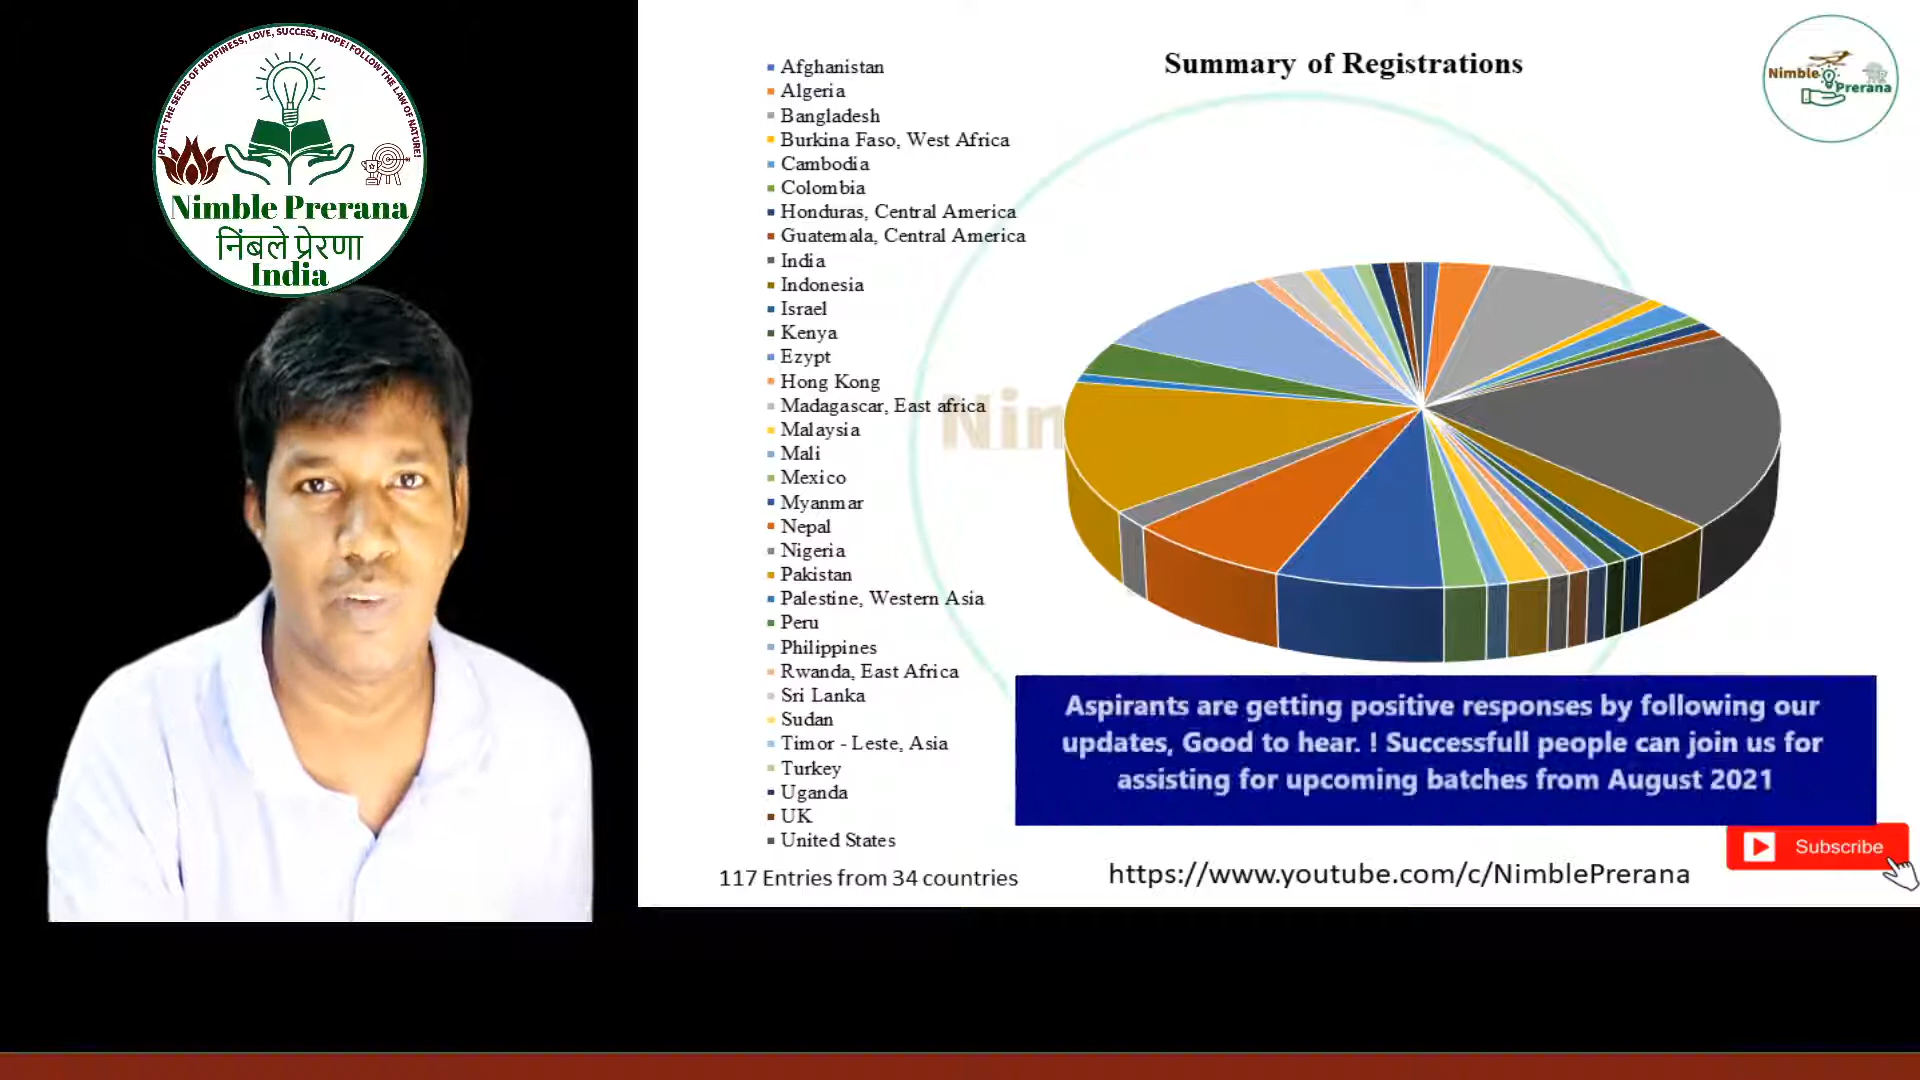 PLANT THE SEEDS OF HAPPINESS, LOVE, SUCCESS, HOPE! FOLLOW THE LAW OF NATURE!
Nimble Prerana
निंबले प्रेरणा
India
Summary of Registrations
Nimble
Prerana
Afghanistan
Algeria
Bangladesh
Burkina Faso, West Africa
Cambodia
Colombia
Honduras, Central America
Guatemala, Central America
India
Indonesia
Israel
Kenya
Ezypt
Hong Kong
Madagascar, East africa
Malaysia
Mali
Mexico
Myanmar
Nepal
Nigeria
Pakistan
Palestine, Western Asia
Peru
Philippines
Rwanda, East Africa
Sri Lanka
Sudan
Timor - Leste, Asia
Turkey
Uganda
UK
United States
Nim
Aspirants are getting positive responses by following our
updates, Good to hear. ! Successfull people can join us for
assisting for upcoming batches from August 2021
Subscribe
117 Entries from 34 countries
https://www.youtube.com/c/NimblePrerana